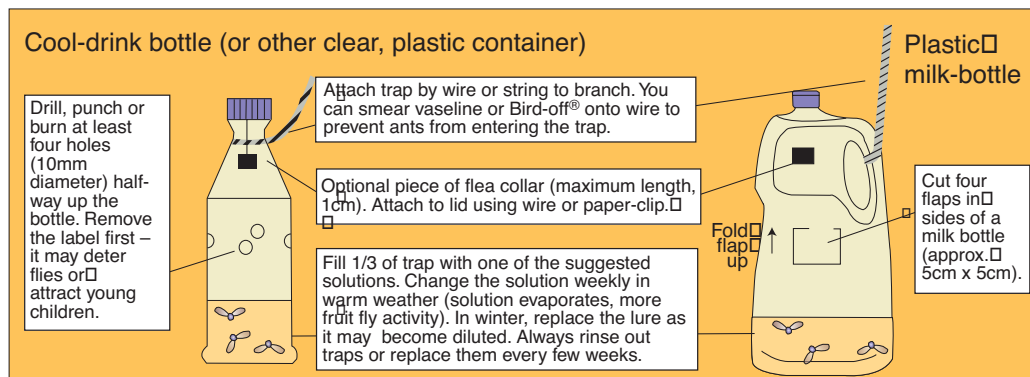 Cool-drink bottle (or other clear, plastic container)
Plastic
milk-bottle
Drill, punch or
burn at least
four holes
(10mm
diameter) half-
way up the
bottle. Remove
the label first –
it may deter
flies or
attract young
children.
Attach trap by wire or string to branch. You
can smear vaseline or Bird-off® onto wire to
prevent ants from entering the trap.
Optional piece of flea collar (maximum length,
1cm). Attach to lid using wire or paper-clip.
Fill 1/3 of trap with one of the suggested
solutions. Change the solution weekly in
warm weather (solution evaporates, more
fruit fly activity). In winter, replace the lure as
it may become diluted. Always rinse out
traps or replace them every few weeks.
Fold
flap
up
Cut four
flaps in
sides of a
milk bottle
(approx.
5cm x 5cm).